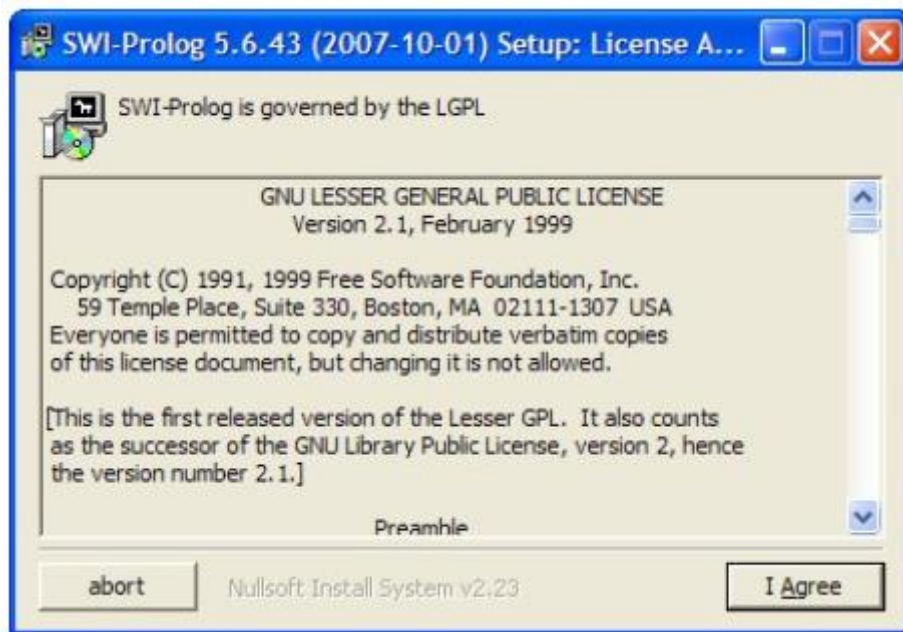 SWI-Prolog 5.6.43 (2007-10-01) Setup: License A...
SWI-Prolog is governed by the LGPL
GNU LESSER GENERAL PUBLIC LICENSE
Version 2.1, February 1999
Copyright (C) 1991, 1999 Free Software Foundation, Inc.
59 Temple Place, Suite 330, Boston, MA 02111-1307 USA
Everyone is permitted to copy and distribute verbatim copies
of this license document, but changing it is not allowed.
[This is the first released version of the Lesser GPL. It also counts
as the successor of the GNU Library Public License, version 2, hence
the version number 2.1.]
Preamble
abort
Nullsoft Install System v2.23
I Agree